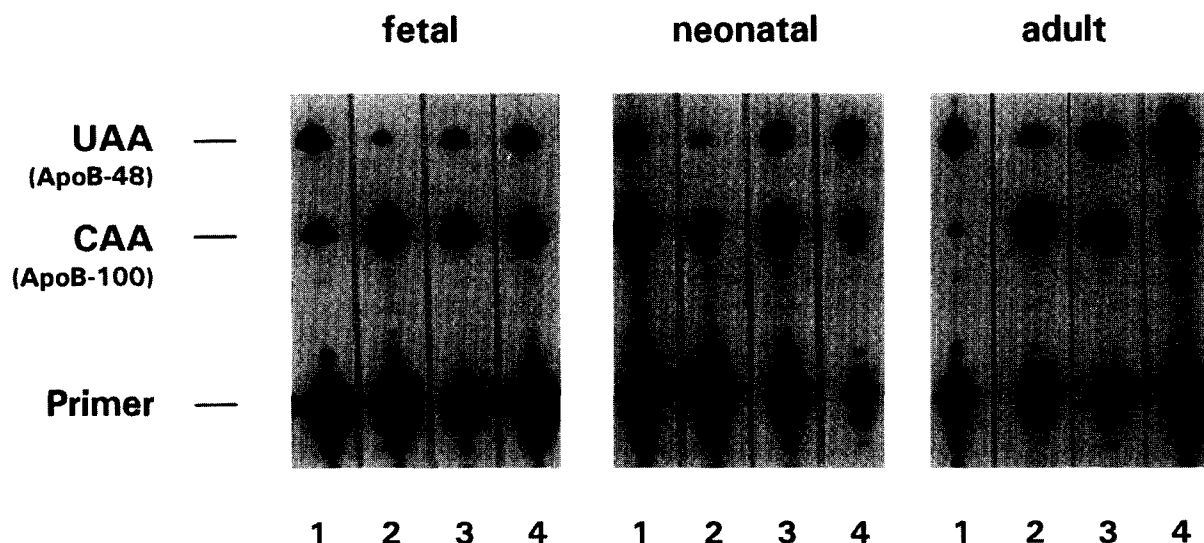 fetal neonatal adult
UAA
(ApoB-48)
CAA
(ApoB-100)
Primer
1 2 3 4 1 2 3 4 1 2 3 4